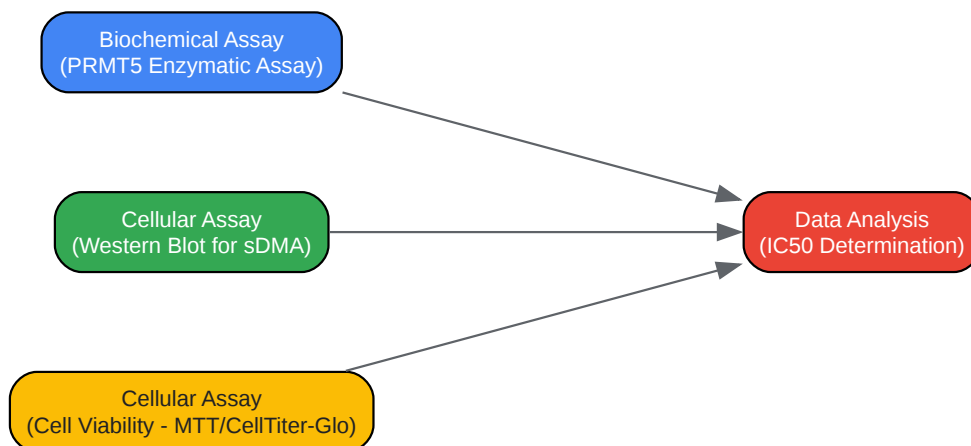 Biochemical Assay
(PRMT5 Enzymatic Assay)
Cellular Assay
(Western Blot for sDMA)
Data Analysis
(IC50 Determination)
Cellular Assay
(Cell Viability - MTT/CellTiter-Glo)